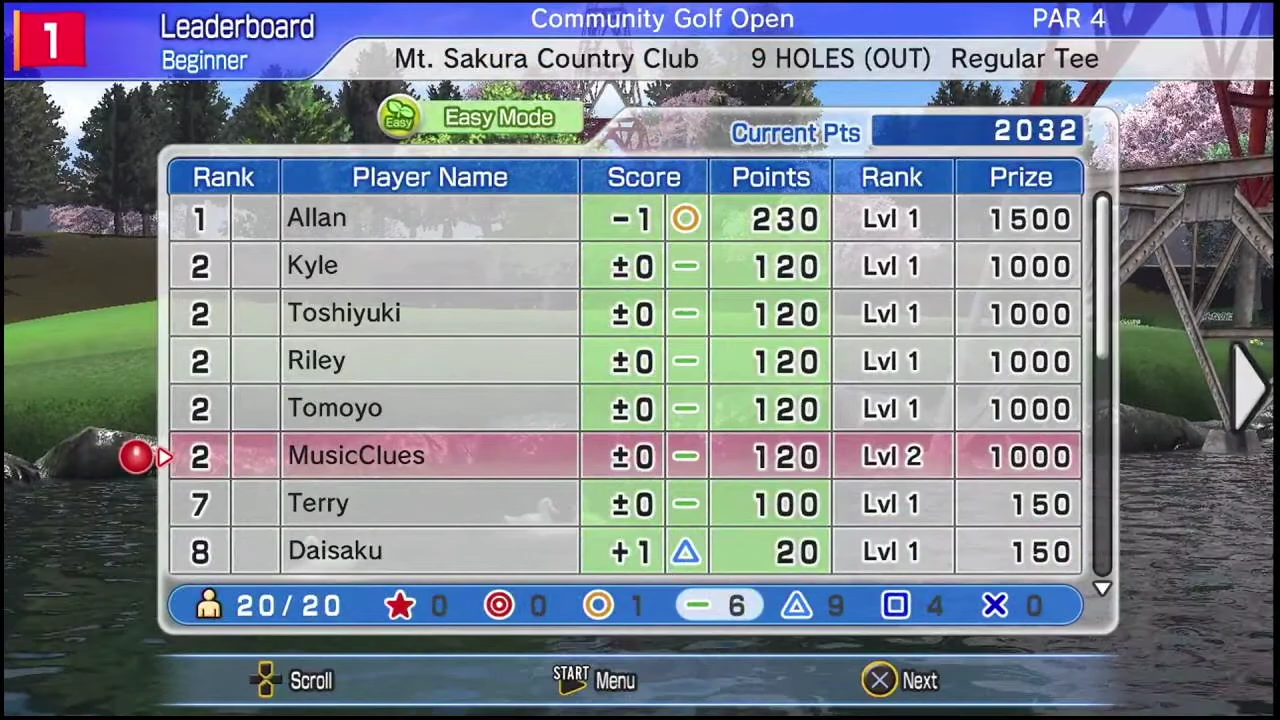 1 Leaderboard Community Golf Open PAR 4
Beginner Mt. Sakura Country Club 9 HOLES (OUT) Regular Tee
Easy Easy Mode Current Pts 2032
Rank Player Name Score Points Rank Prize
1 Allan -1 230 Lvl 1 1500
2 Kyle ±0 120 Lvl 1 1000
2 Toshiyuki ±0 120 Lvl 1 1000
2 Riley ±0 120 Lvl 1 1000
2 Tomoyo ±0 120 Lvl 1 1000
2 MusicClues ±0 120 Lvl 2 1000
7 Terry ±0 100 Lvl 1 150
8 Daisaku +1 20 Lvl 1 150
20/20 0 0 1 6 9 4 0
Scroll START Menu Next